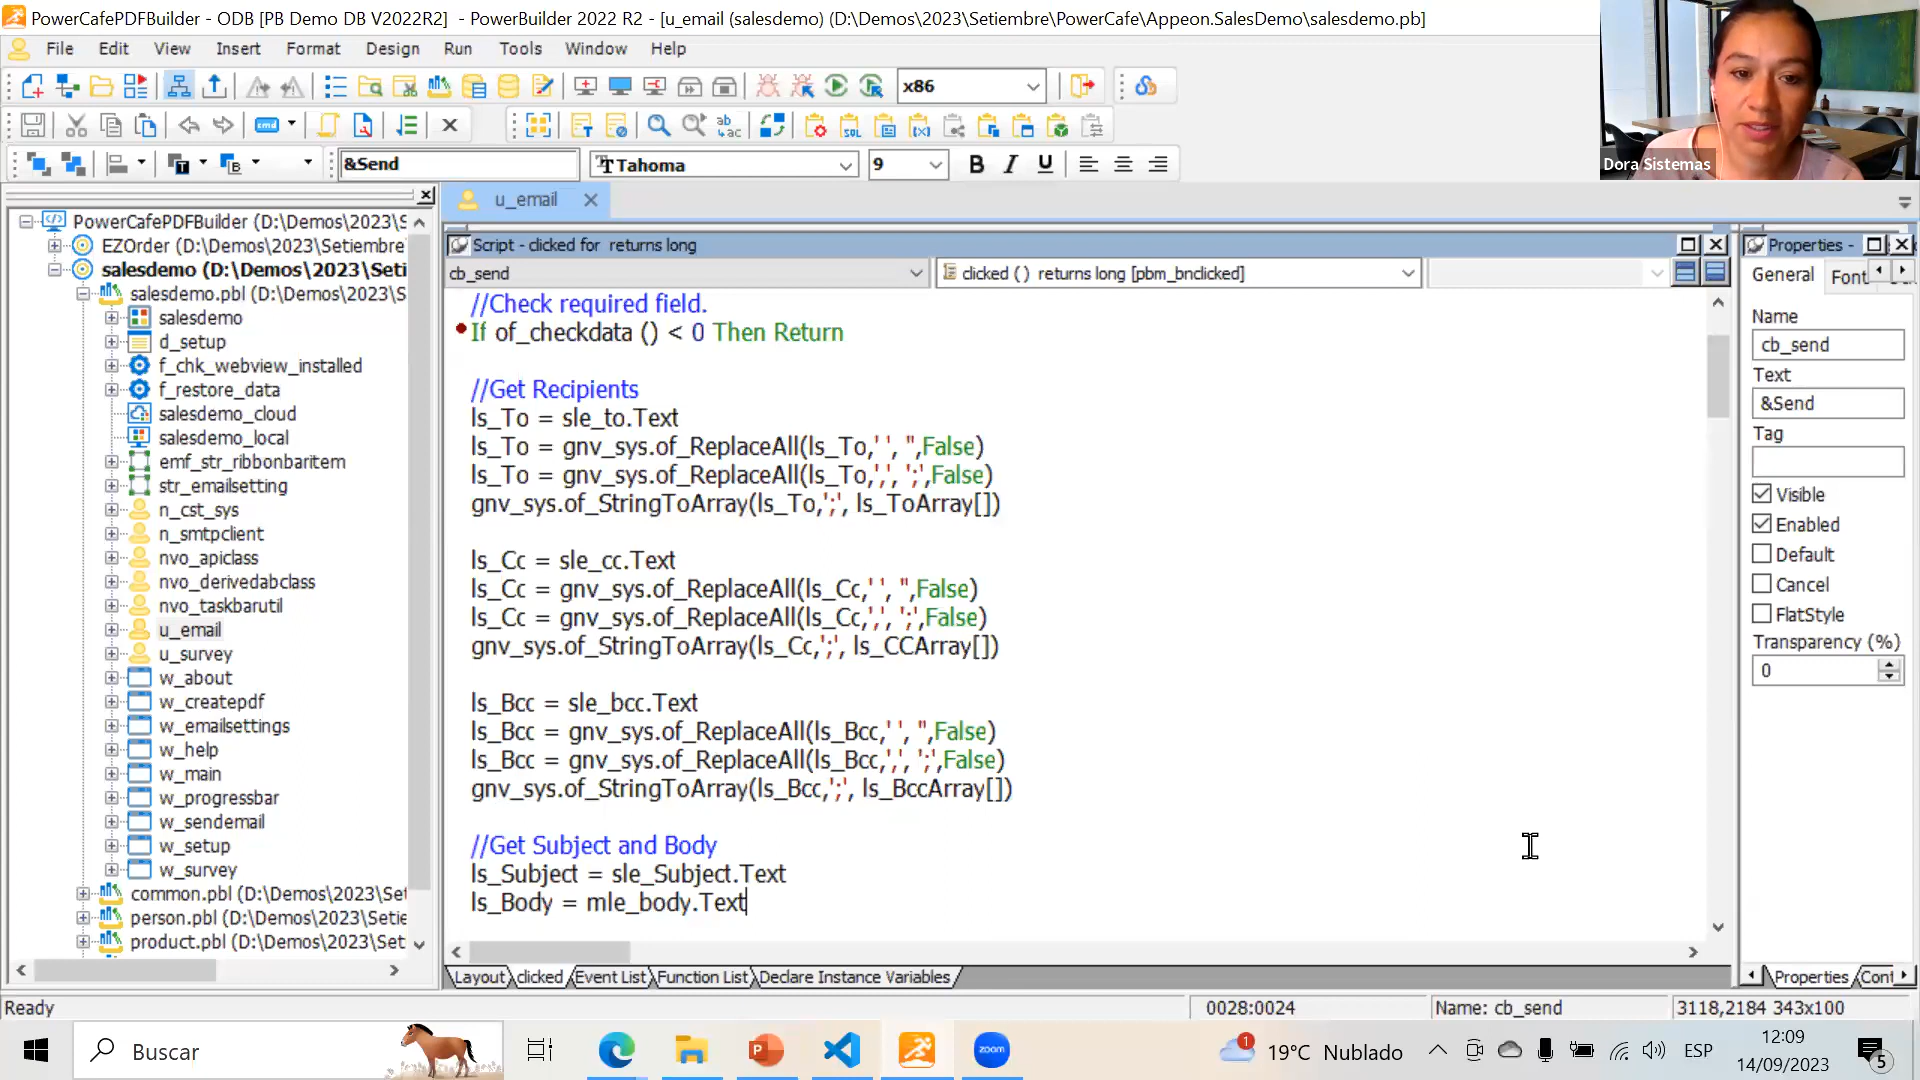 PowerCafePDFBuilder - ODB [PB Demo DB V2022R2]  - PowerBuilder 2022 R2 - [u_email (salesdemo) (D:\Demos\2023\Setiembre\PowerCafe\Appeon.SalesDemo\salesdemo.pb]
File Edit View Insert Format Design Run Tools Window Help
x86
cmd
SQL
&Send
Tahoma
9
B I U
Dora Sistemas
u_email
PowerCafePDFBuilder (D:\Demos\2023\S
EZOrder (D:\Demos\2023\Setiembre'
salesdemo (D:\Demos\2023\Seti
salesdemo.pbl (D:\Demos\2023\S
salesdemo
d_setup
f_chk_webview_installed
f_restore_data
salesdemo_cloud
salesdemo_local
emf_str_ribbonbaritem
str_emailsetting
n_cst_sys
n_smtpclient
nvo_apiclass
nvo_derivedabclass
nvo_taskbarutil
u_email
u_survey
w_about
w_createpdf
w_emailsettings
w_help
w_main
w_progressbar
w_sendemail
w_setup
w_survey
common.pbl (D:\Demos\2023\Set
person.pbl (D:\Demos\2023\Setie
product.pbl (D:\Demos\2023\Set
Script - clicked for  returns long
cb_send
clicked ( )  returns long [pbm_bnclicked]
//Check required field.
If of_checkdata () < 0 Then Return
//Get Recipients
ls_To = sle_to.Text
ls_To = gnv_sys.of_ReplaceAll(ls_To,' ', '',False)
ls_To = gnv_sys.of_ReplaceAll(ls_To,',', ';',False)
gnv_sys.of_StringToArray(ls_To,';', ls_ToArray[])
ls_Cc = sle_cc.Text
ls_Cc = gnv_sys.of_ReplaceAll(ls_Cc,' ', '',False)
ls_Cc = gnv_sys.of_ReplaceAll(ls_Cc,',', ';',False)
gnv_sys.of_StringToArray(ls_Cc,';', ls_CCArray[])
ls_Bcc = sle_bcc.Text
ls_Bcc = gnv_sys.of_ReplaceAll(ls_Bcc,' ', '',False)
ls_Bcc = gnv_sys.of_ReplaceAll(ls_Bcc,',', ';',False)
gnv_sys.of_StringToArray(ls_Bcc,';', ls_BccArray[])
//Get Subject and Body
ls_Subject = sle_Subject.Text
ls_Body = mle_body.Text
Layout clicked Event List Function List Declare Instance Variables
Properties -
General Font
Name
cb_send
Text
&Send
Tag
Visible
Enabled
Default
Cancel
FlatStyle
Transparency (%)
0
Properties Cont
Ready
0028:0024
Name: cb_send
3118,2184 343x100
Buscar
zoom
1
19°C Nublado
ESP
12:09
14/09/2023
5